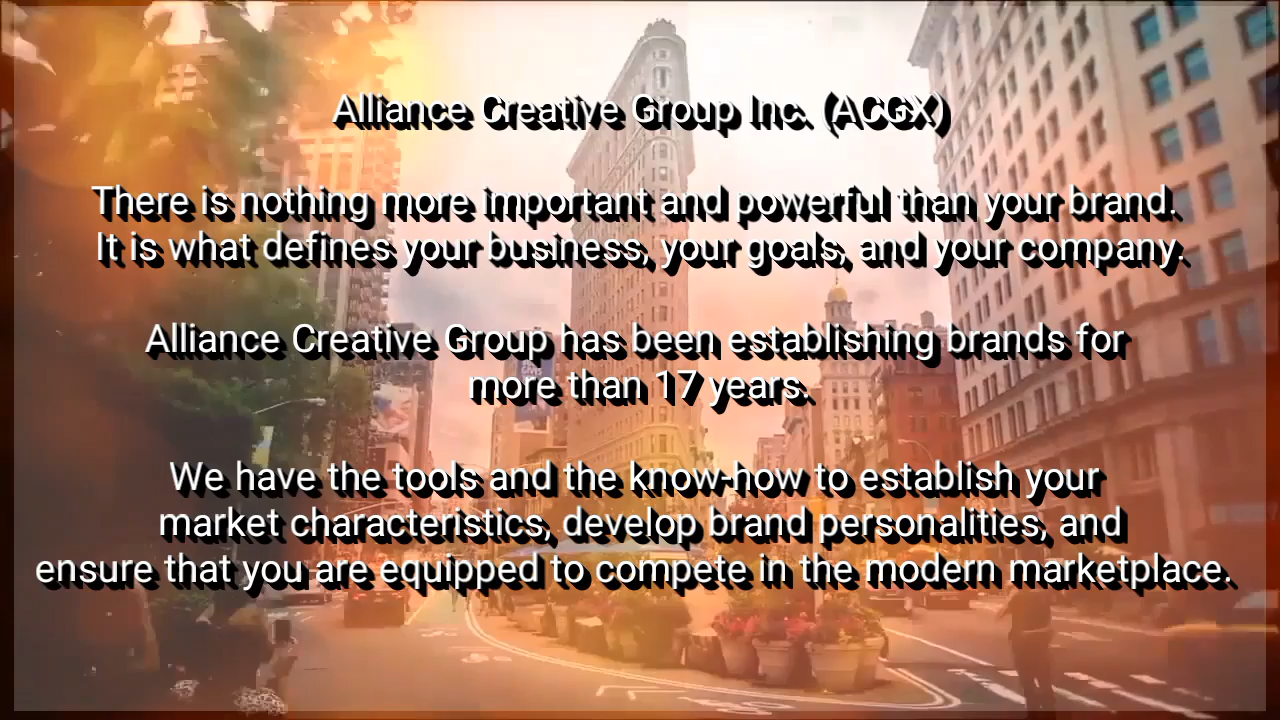 Alliance Creative Group Inc. (ACGX)
There is nothing more important and powerful than your brand.
It is what defines your business, your goals, and your company.
Alliance Creative Group has been establishing brands for
more than 17 years.
We have the tools and the know-how to establish your
market characteristics, develop brand personalities, and
ensure that you are equipped to compete in the modern marketplace.